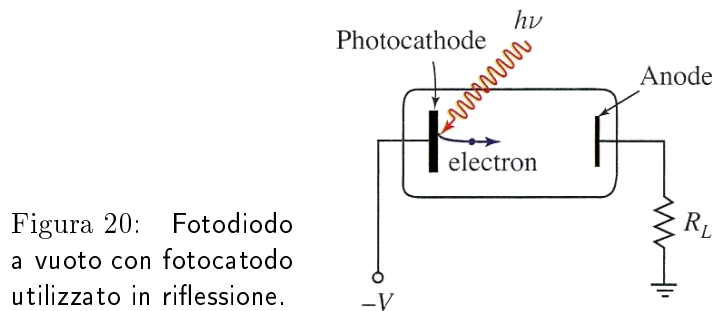 hν
Photocathode
Anode
electron
R_L
−V
Figura 20: Fotodiodo
a vuoto con fotocatodo
utilizzato in riflessione.